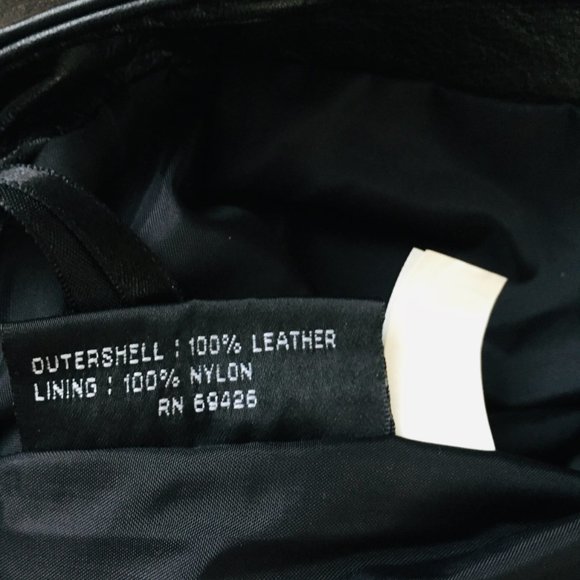 OUTERSHELL : 100% LEATHER
LINING : 100% NYLON
RN 69426